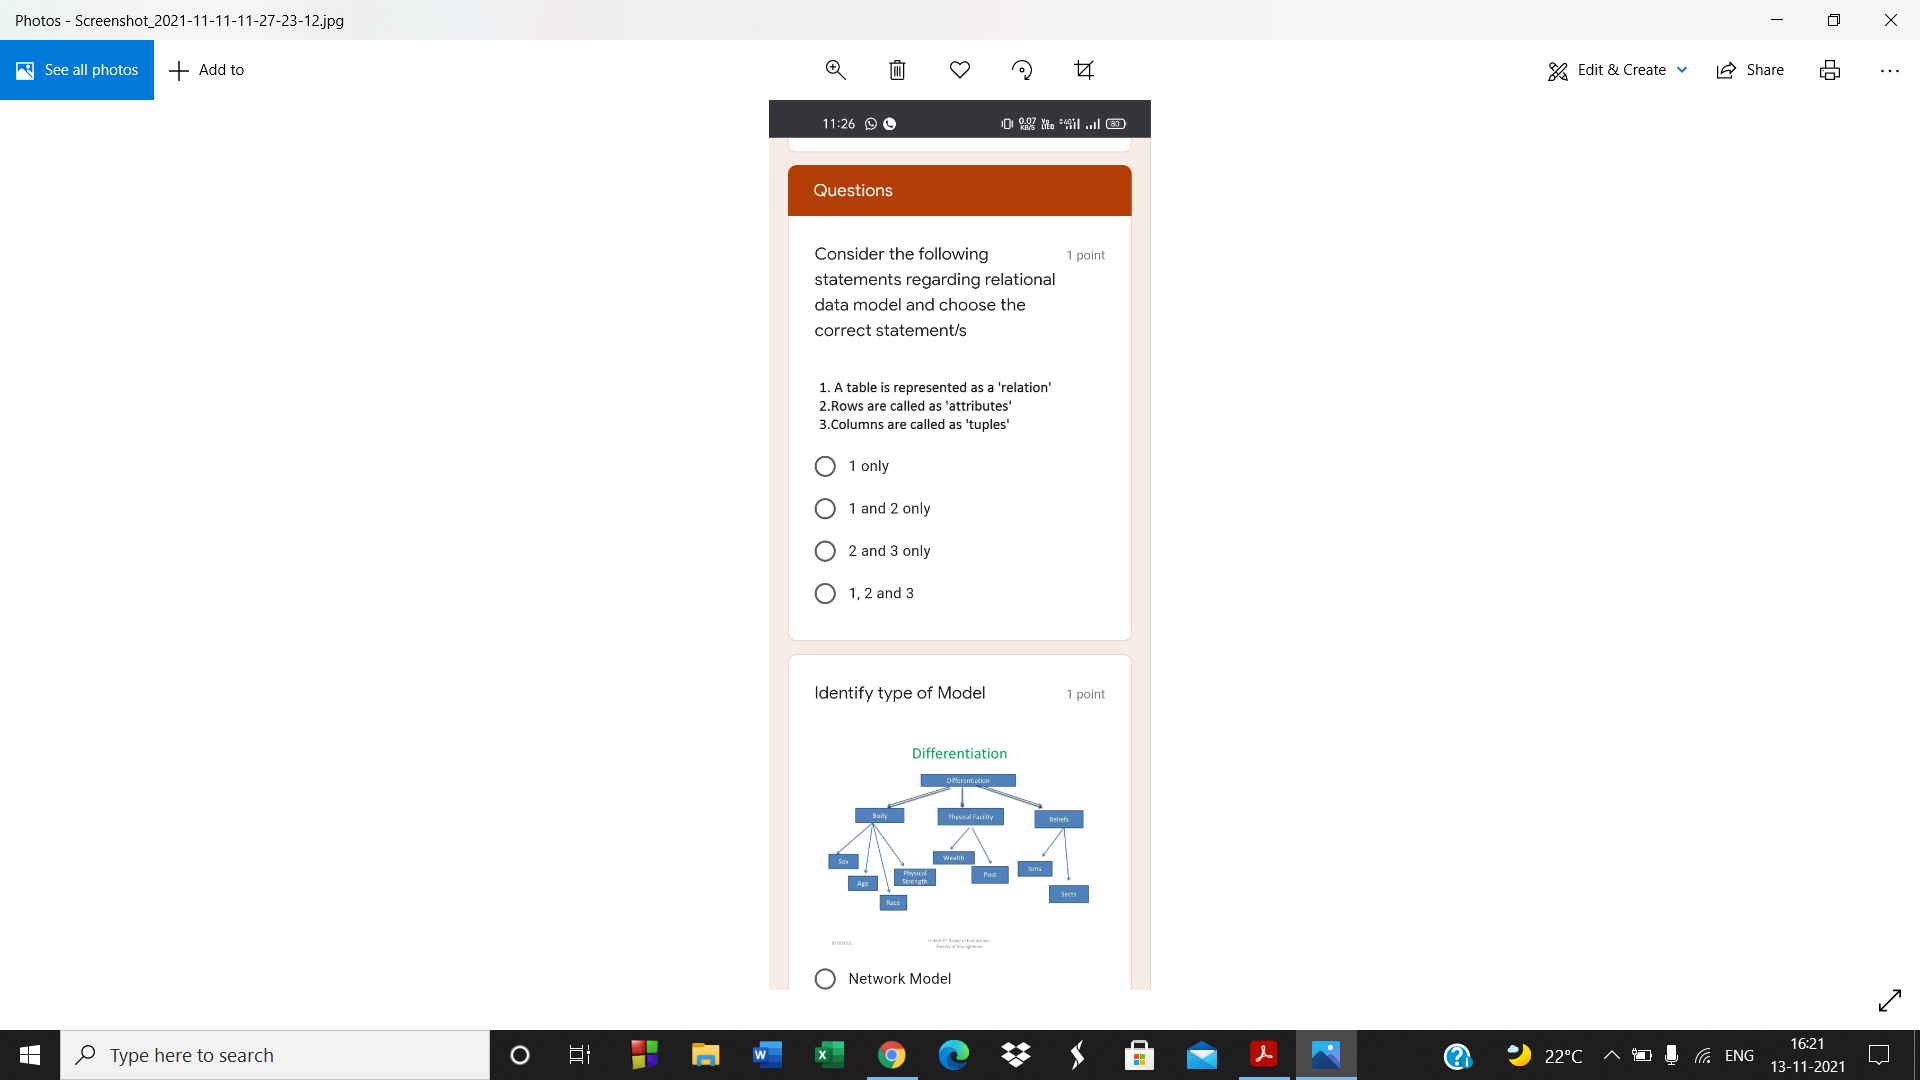 Photos - Screenshot_2021-11-11-11-27-23-12.jpg
See all photos
Add to
Edit & Create
Share
11:26
0.07
KB/S
80
Questions
Consider the following
statements regarding relational
data model and choose the
correct statement/s
1 point
1. A table is represented as a 'relation'
2.Rows are called as 'attributes'
3.Columns are called as 'tuples'
1 only
1 and 2 only
2 and 3 only
1, 2 and 3
Identify type of Model
1 point
Differentiation
Differentiation
Body
Physical Facility
Beliefs
Sex
Age
Race
Physical
Strength
Wealth
Post
Isms
Sects
Network Model
Type here to search
22°C
ENG
16:21
13-11-2021